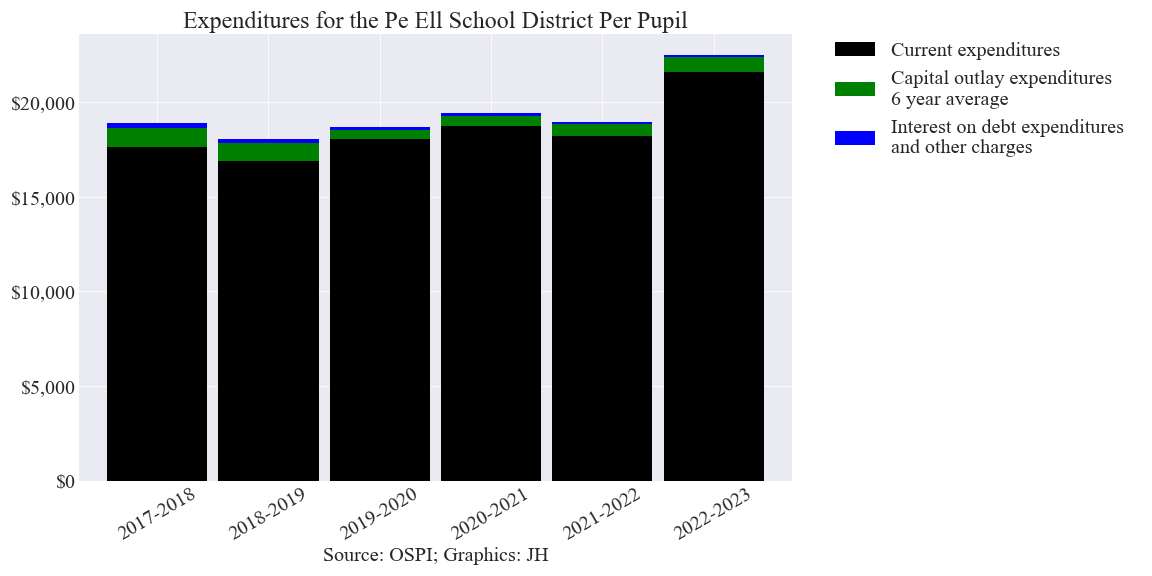 Expenditures for the Pe Ell School District Per Pupil
Current expenditures
Capital outlay expenditures
6 year average
Interest on debt expenditures
and other charges
$20,000
$15,000
$10,000
$5,000
$0
2017-2018
2018-2019
2019-2020
2020-2021
2021-2022
2022-2023
Source: OSPI; Graphics: JH